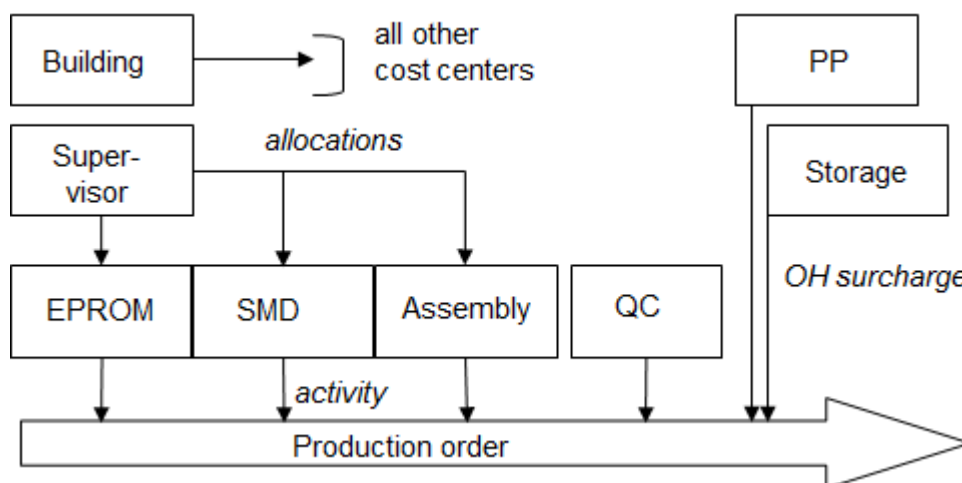 Building
all other
cost centers
PP
Super-
visor
allocations
Storage
EPROM
SMD
Assembly
QC
OH surcharge
activity
Production order